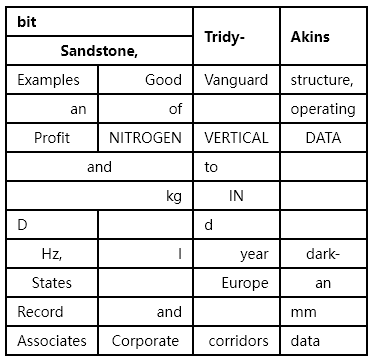 bit Tridy- Akins
Sandstone,
Examples Good Vanguard structure,
an of operating
Profit NITROGEN VERTICAL DATA
and to
kg IN
D d
Hz, l year dark-
States Europe an
Record and mm
Associates Corporate corridors data